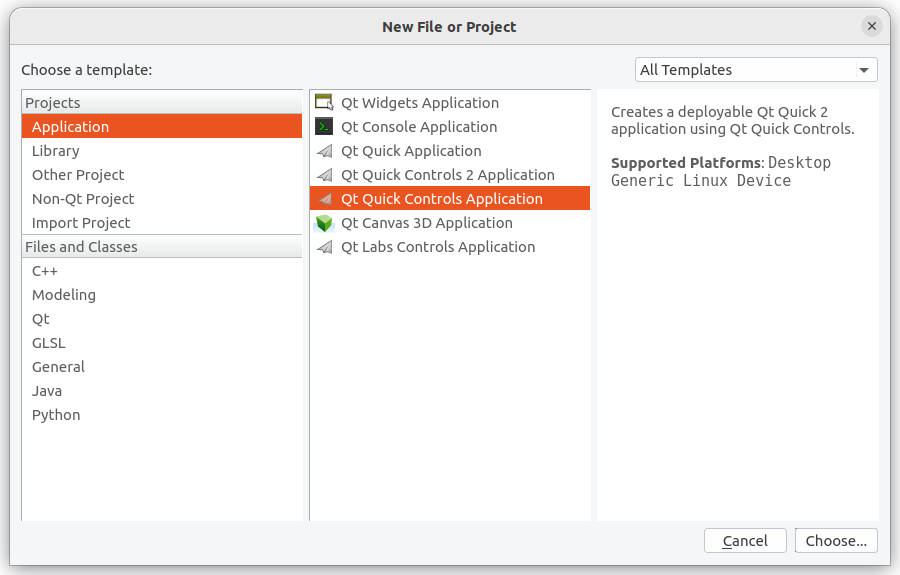 New File or Project
Choose a template:
All Templates
Projects
Application
Library
Other Project
Non-Qt Project
Import Project
Files and Classes
C++
Modeling
Qt
GLSL
General
Java
Python
Qt Widgets Application
Qt Console Application
Qt Quick Application
Qt Quick Controls 2 Application
Qt Quick Controls Application
Qt Canvas 3D Application
Qt Labs Controls Application
Creates a deployable Qt Quick 2
application using Qt Quick Controls.
Supported Platforms: Desktop
Generic Linux Device
Cancel
Choose...